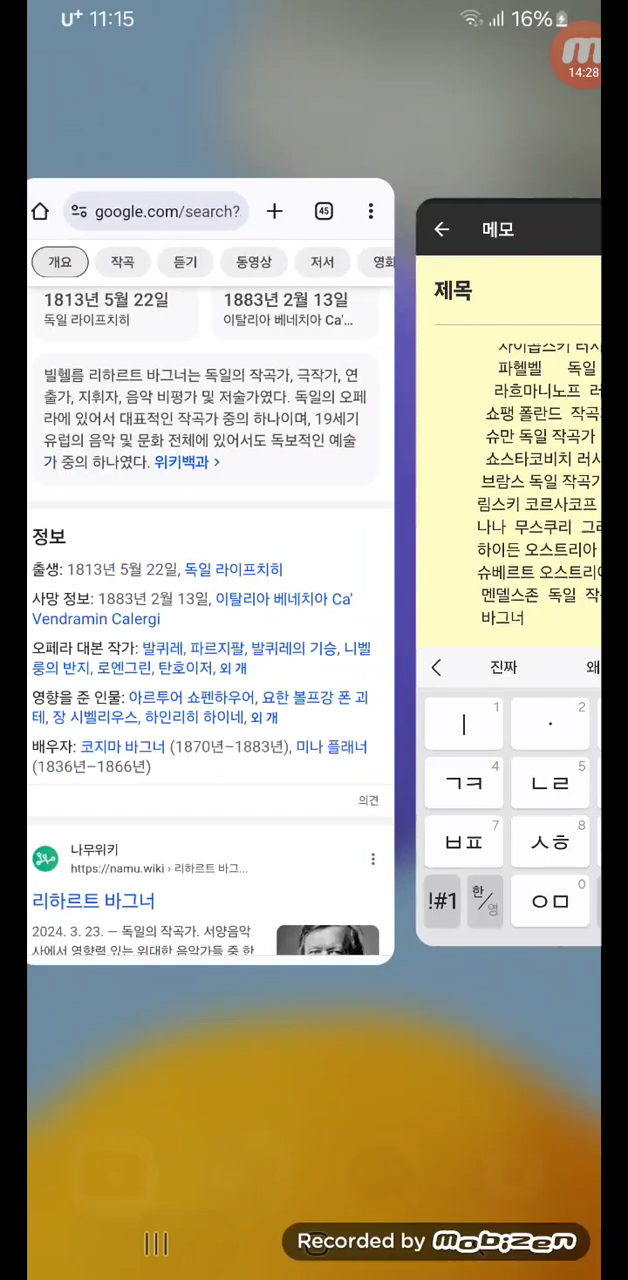 U+ 11:15
16%
14:28
google.com/search?
45
개요 작곡 듣기 동영상 저서 영화
1813년 5월 22일
독일 라이프치히
1883년 2월 13일
이탈리아 베네치아 Ca'...
빌헬름 리하르트 바그너는 독일의 작곡가, 극작가, 연
출가, 지휘자, 음악 비평가 및 저술가였다. 독일의 오페
라에 있어서 대표적인 작곡가 중의 하나이며, 19세기
유럽의 음악 및 문화 전체에 있어서도 독보적인 예술
가 중의 하나였다. 위키백과 >
정보
출생: 1813년 5월 22일, 독일 라이프치히
사망 정보: 1883년 2월 13일, 이탈리아 베네치아 Ca'
Vendramin Calergi
오페라 대본 작가: 발퀴레, 파르지팔, 발퀴레의 기승, 니벨
룽의 반지, 로엔그린, 탄호이저, 외 개
영향을 준 인물: 아르투어 쇼펜하우어, 요한 볼프강 폰 괴
테, 장 시벨리우스, 하인리히 하이네, 외 개
배우자: 코지마 바그너 (1870년–1883년), 미나 플래너
(1836년–1866년)
의견
나무위키
https://namu.wiki › 리하르트 바그...
리하르트 바그너
2024. 3. 23. — 독일의 작곡가. 서양음악
사에서 영향력 있는 위대한 음악가들 중 한
메모
제목
파헬벨 독일
라흐마니노프
쇼팽 폴란드 작곡
슈만 독일 작곡가
쇼스타코비치 러시
브람스 독일 작곡가
림스키 코르사코프
나나 무스쿠리 그리
하이든 오스트리아
슈베르트 오스트리아
멘델스존 독일 작
바그너
진짜 왜
ㅣ 1 · 2
ㄱㅋ 4 ㄴㄹ 5
ㅂㅍ 7 ㅅㅎ 8
!#1 한/영 ㅇㅁ 0
Recorded by mobizen